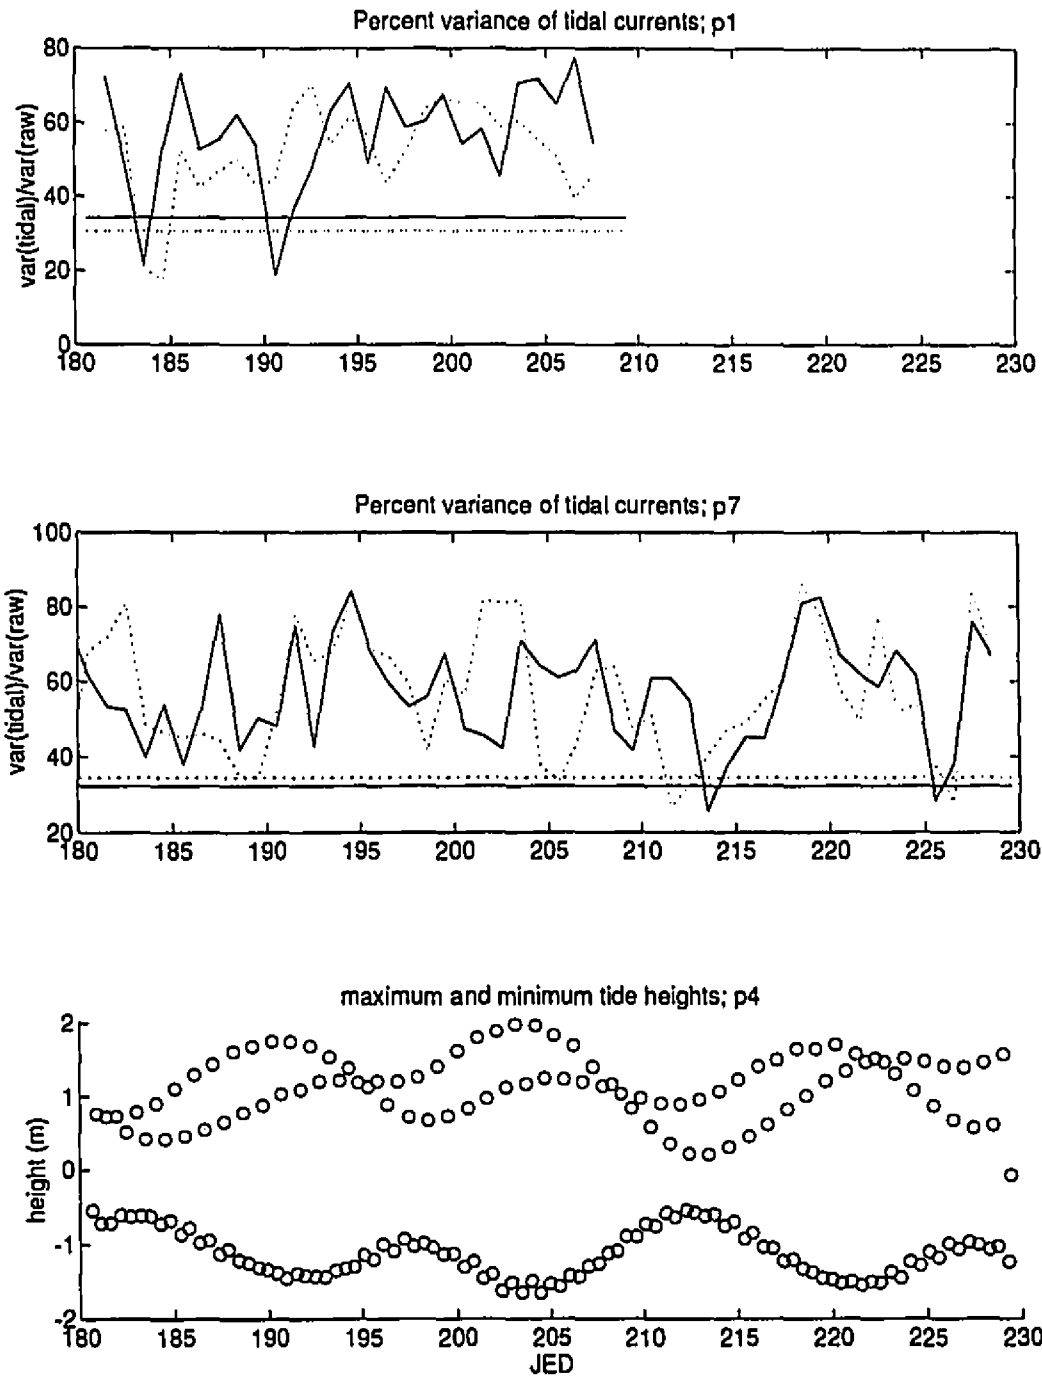 Percent variance of tidal currents; p1
var(tidal)/var(raw)
80
60
40
20
0
180 185 190 195 200 205 210 215 220 225 230
Percent variance of tidal currents; p7
var(tidal)/var(raw)
100
80
60
40
20
180 185 190 195 200 205 210 215 220 225 230
maximum and minimum tide heights; p4
height (m)
2
1
0
-1
-2
180 185 190 195 200 205 210 215 220 225 230
JED